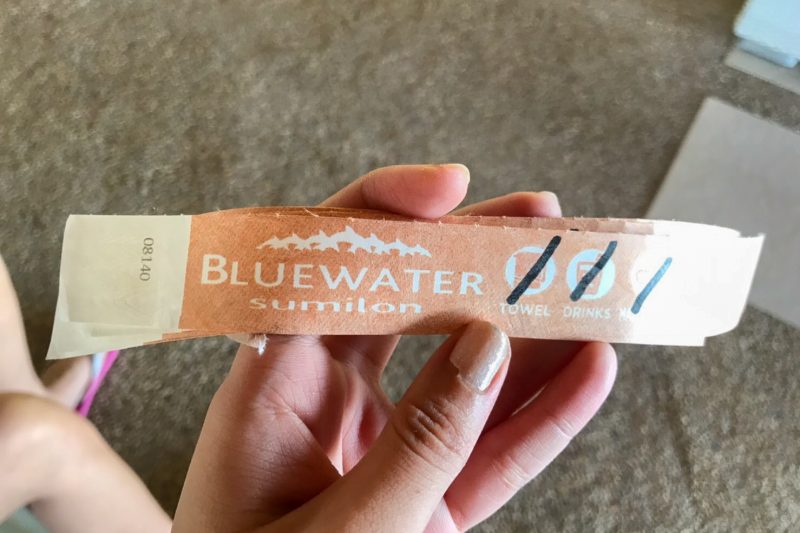 08140
BLUEWATER
sumilon
TOWEL DRINKS